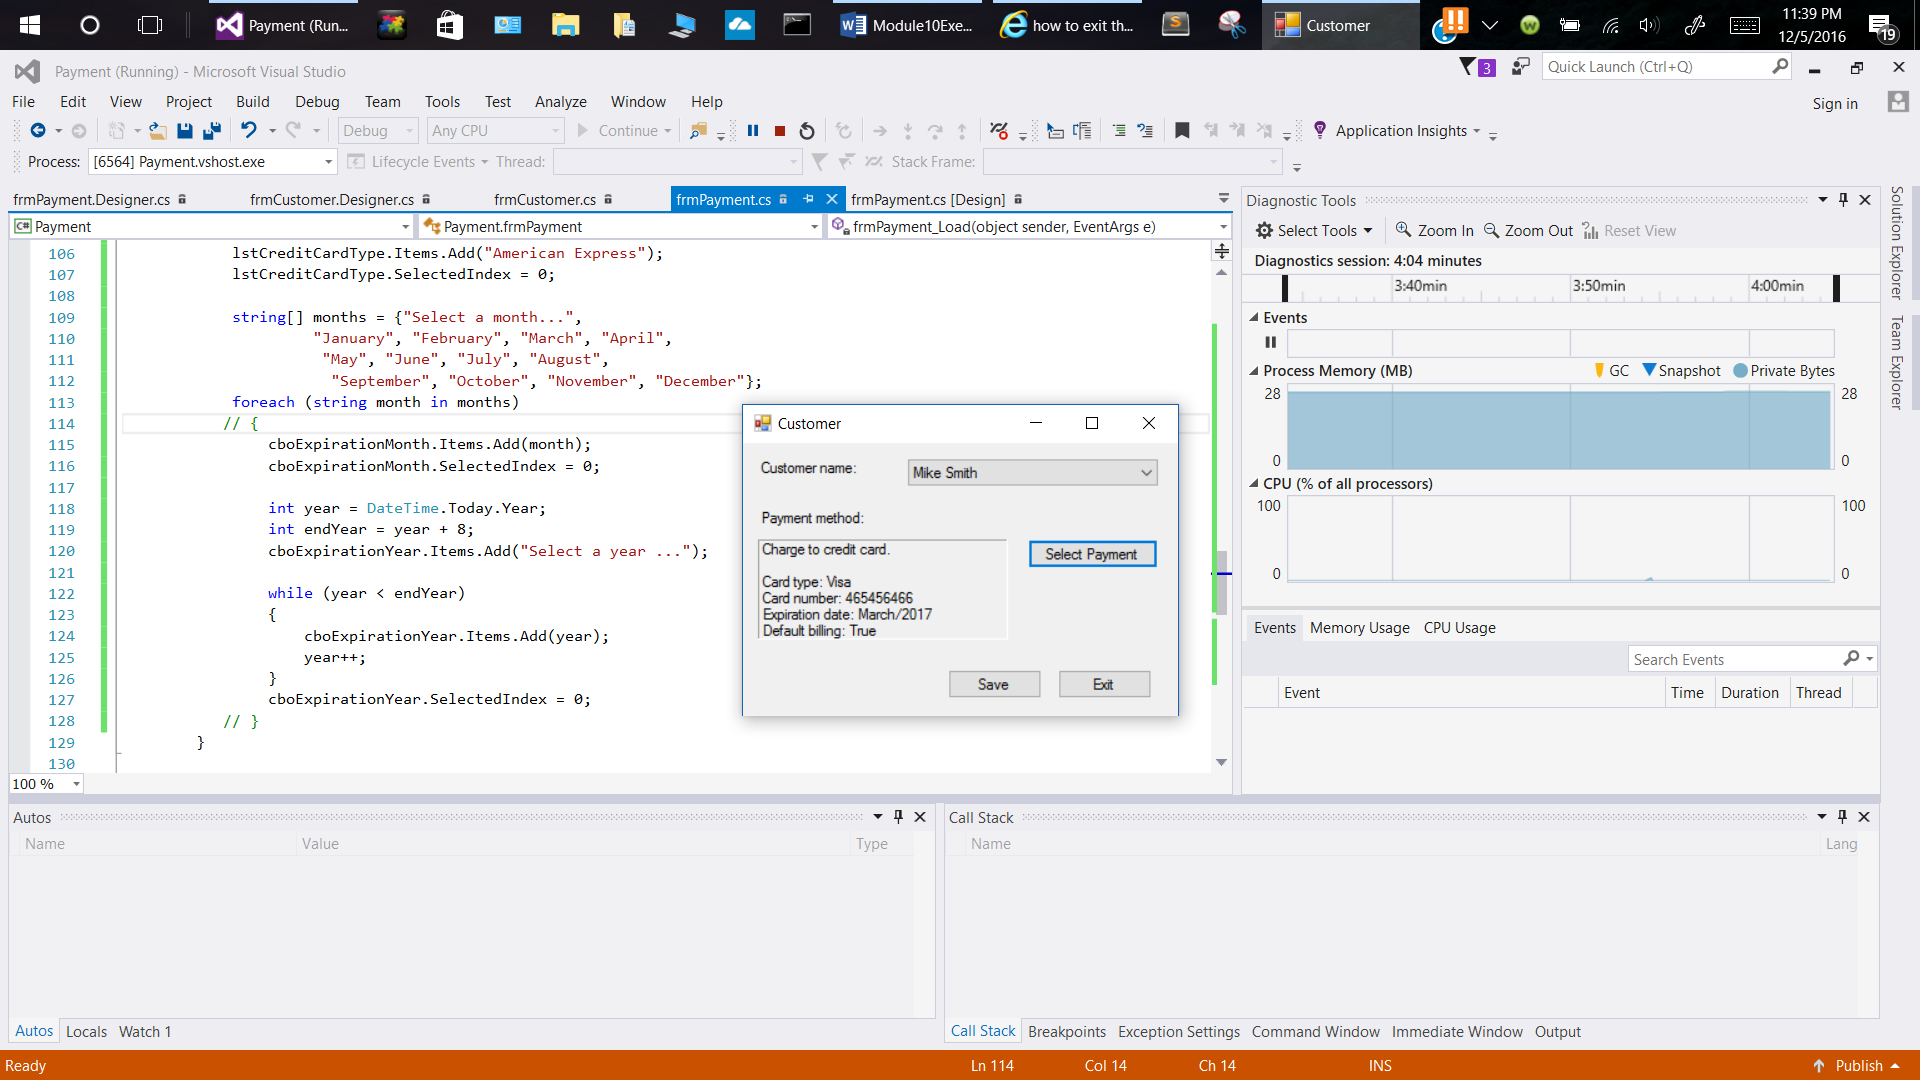 Payment (Run...
Module10Exe...
how to exit th...
Customer
11:39 PM
12/5/2016
19
Payment (Running) - Microsoft Visual Studio
3
Quick Launch (Ctrl+Q)
File Edit View Project Build Debug Team Tools Test Analyze Window Help
Sign in
Debug Any CPU Continue Application Insights
Process: [6564] Payment.vshost.exe Lifecycle Events Thread: Stack Frame:
frmPayment.Designer.cs frmCustomer.Designer.cs frmCustomer.cs frmPayment.cs frmPayment.cs [Design]
C# Payment Payment.frmPayment frmPayment_Load(object sender, EventArgs e)
106 lstCreditCardType.Items.Add("American Express");
107 lstCreditCardType.SelectedIndex = 0;
108
109 string[] months = {"Select a month...",
110 "January", "February", "March", "April",
111 "May", "June", "July", "August",
112 "September", "October", "November", "December"};
113 foreach (string month in months)
114 // {
115 cboExpirationMonth.Items.Add(month);
116 cboExpirationMonth.SelectedIndex = 0;
117
118 int year = DateTime.Today.Year;
119 int endYear = year + 8;
120 cboExpirationYear.Items.Add("Select a year ...");
121
122 while (year < endYear)
123 {
124 cboExpirationYear.Items.Add(year);
125 year++;
126 }
127 cboExpirationYear.SelectedIndex = 0;
128 // }
129 }
130
100 %
Customer
Customer name: Mike Smith
Payment method:
Charge to credit card.
Select Payment
Card type: Visa
Card number: 465456466
Expiration date: March/2017
Default billing: True
Save Exit
Diagnostic Tools
Select Tools Zoom In Zoom Out Reset View
Diagnostics session: 4:04 minutes
3:40min 3:50min 4:00min
Events
Process Memory (MB) GC Snapshot Private Bytes
28 28
0 0
CPU (% of all processors)
100 100
0 0
Events Memory Usage CPU Usage
Search Events
Event Time Duration Thread
Solution Explorer
Team Explorer
Autos
Name Value Type
Autos Locals Watch 1
Call Stack
Name Lang
Call Stack Breakpoints Exception Settings Command Window Immediate Window Output
Ready Ln 114 Col 14 Ch 14 INS Publish